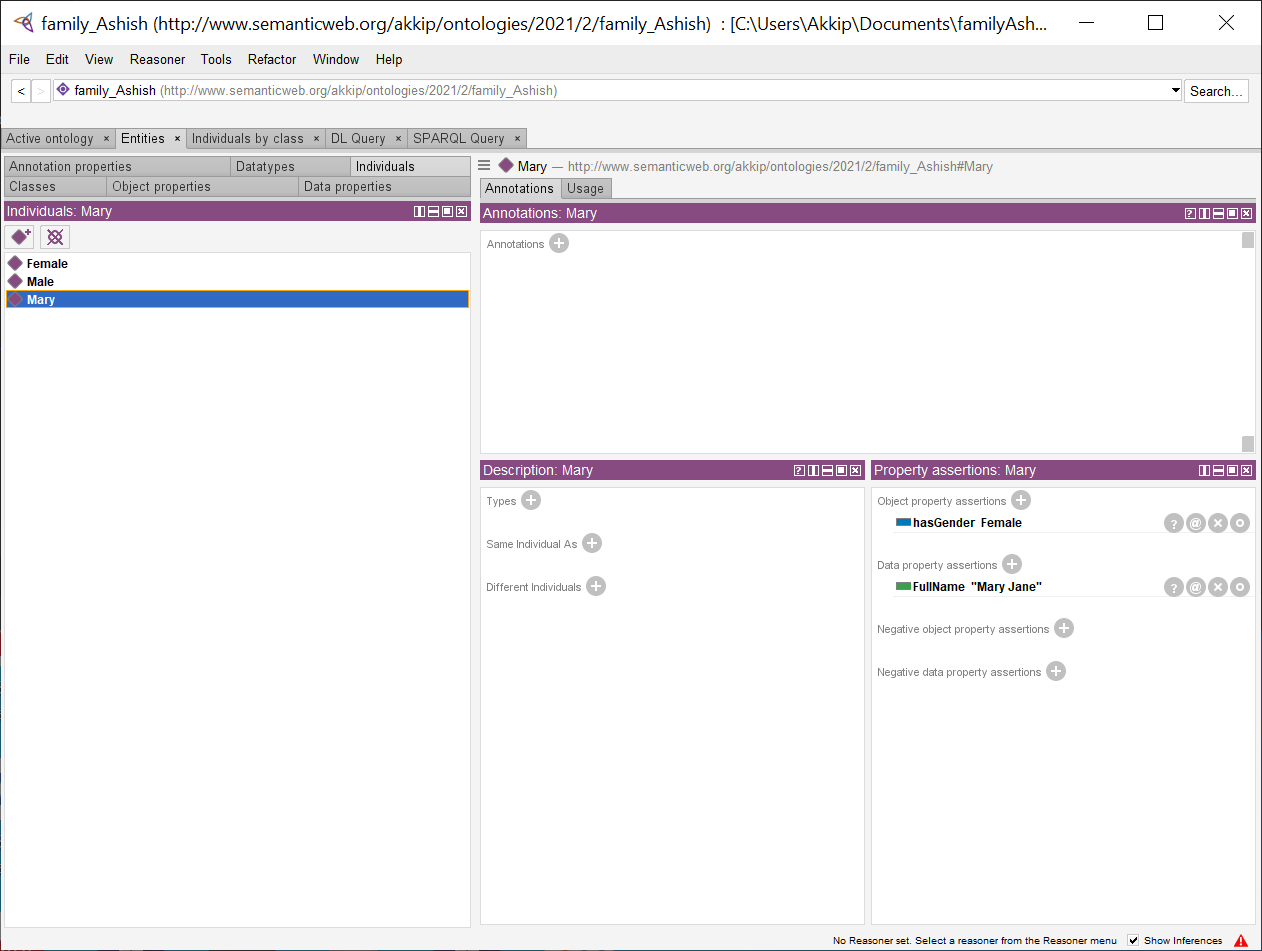 family_Ashish (http://www.semanticweb.org/akkip/ontologies/2021/2/family_Ashish) : [C:\Users\Akkip\Documents\familyAsh...
File Edit View Reasoner Tools Refactor Window Help
< > family_Ashish (http://www.semanticweb.org/akkip/ontologies/2021/2/family_Ashish) Search...
Active ontology × Entities × Individuals by class × DL Query × SPARQL Query ×
Annotation properties Datatypes Individuals
Classes Object properties Data properties
Individuals: Mary
Female
Male
Mary
Mary — http://www.semanticweb.org/akkip/ontologies/2021/2/family_Ashish#Mary
Annotations Usage
Annotations: Mary
Annotations
Description: Mary
Types
Same Individual As
Different Individuals
Property assertions: Mary
Object property assertions
hasGender Female
Data property assertions
FullName "Mary Jane"
Negative object property assertions
Negative data property assertions
No Reasoner set. Select a reasoner from the Reasoner menu Show Inferences